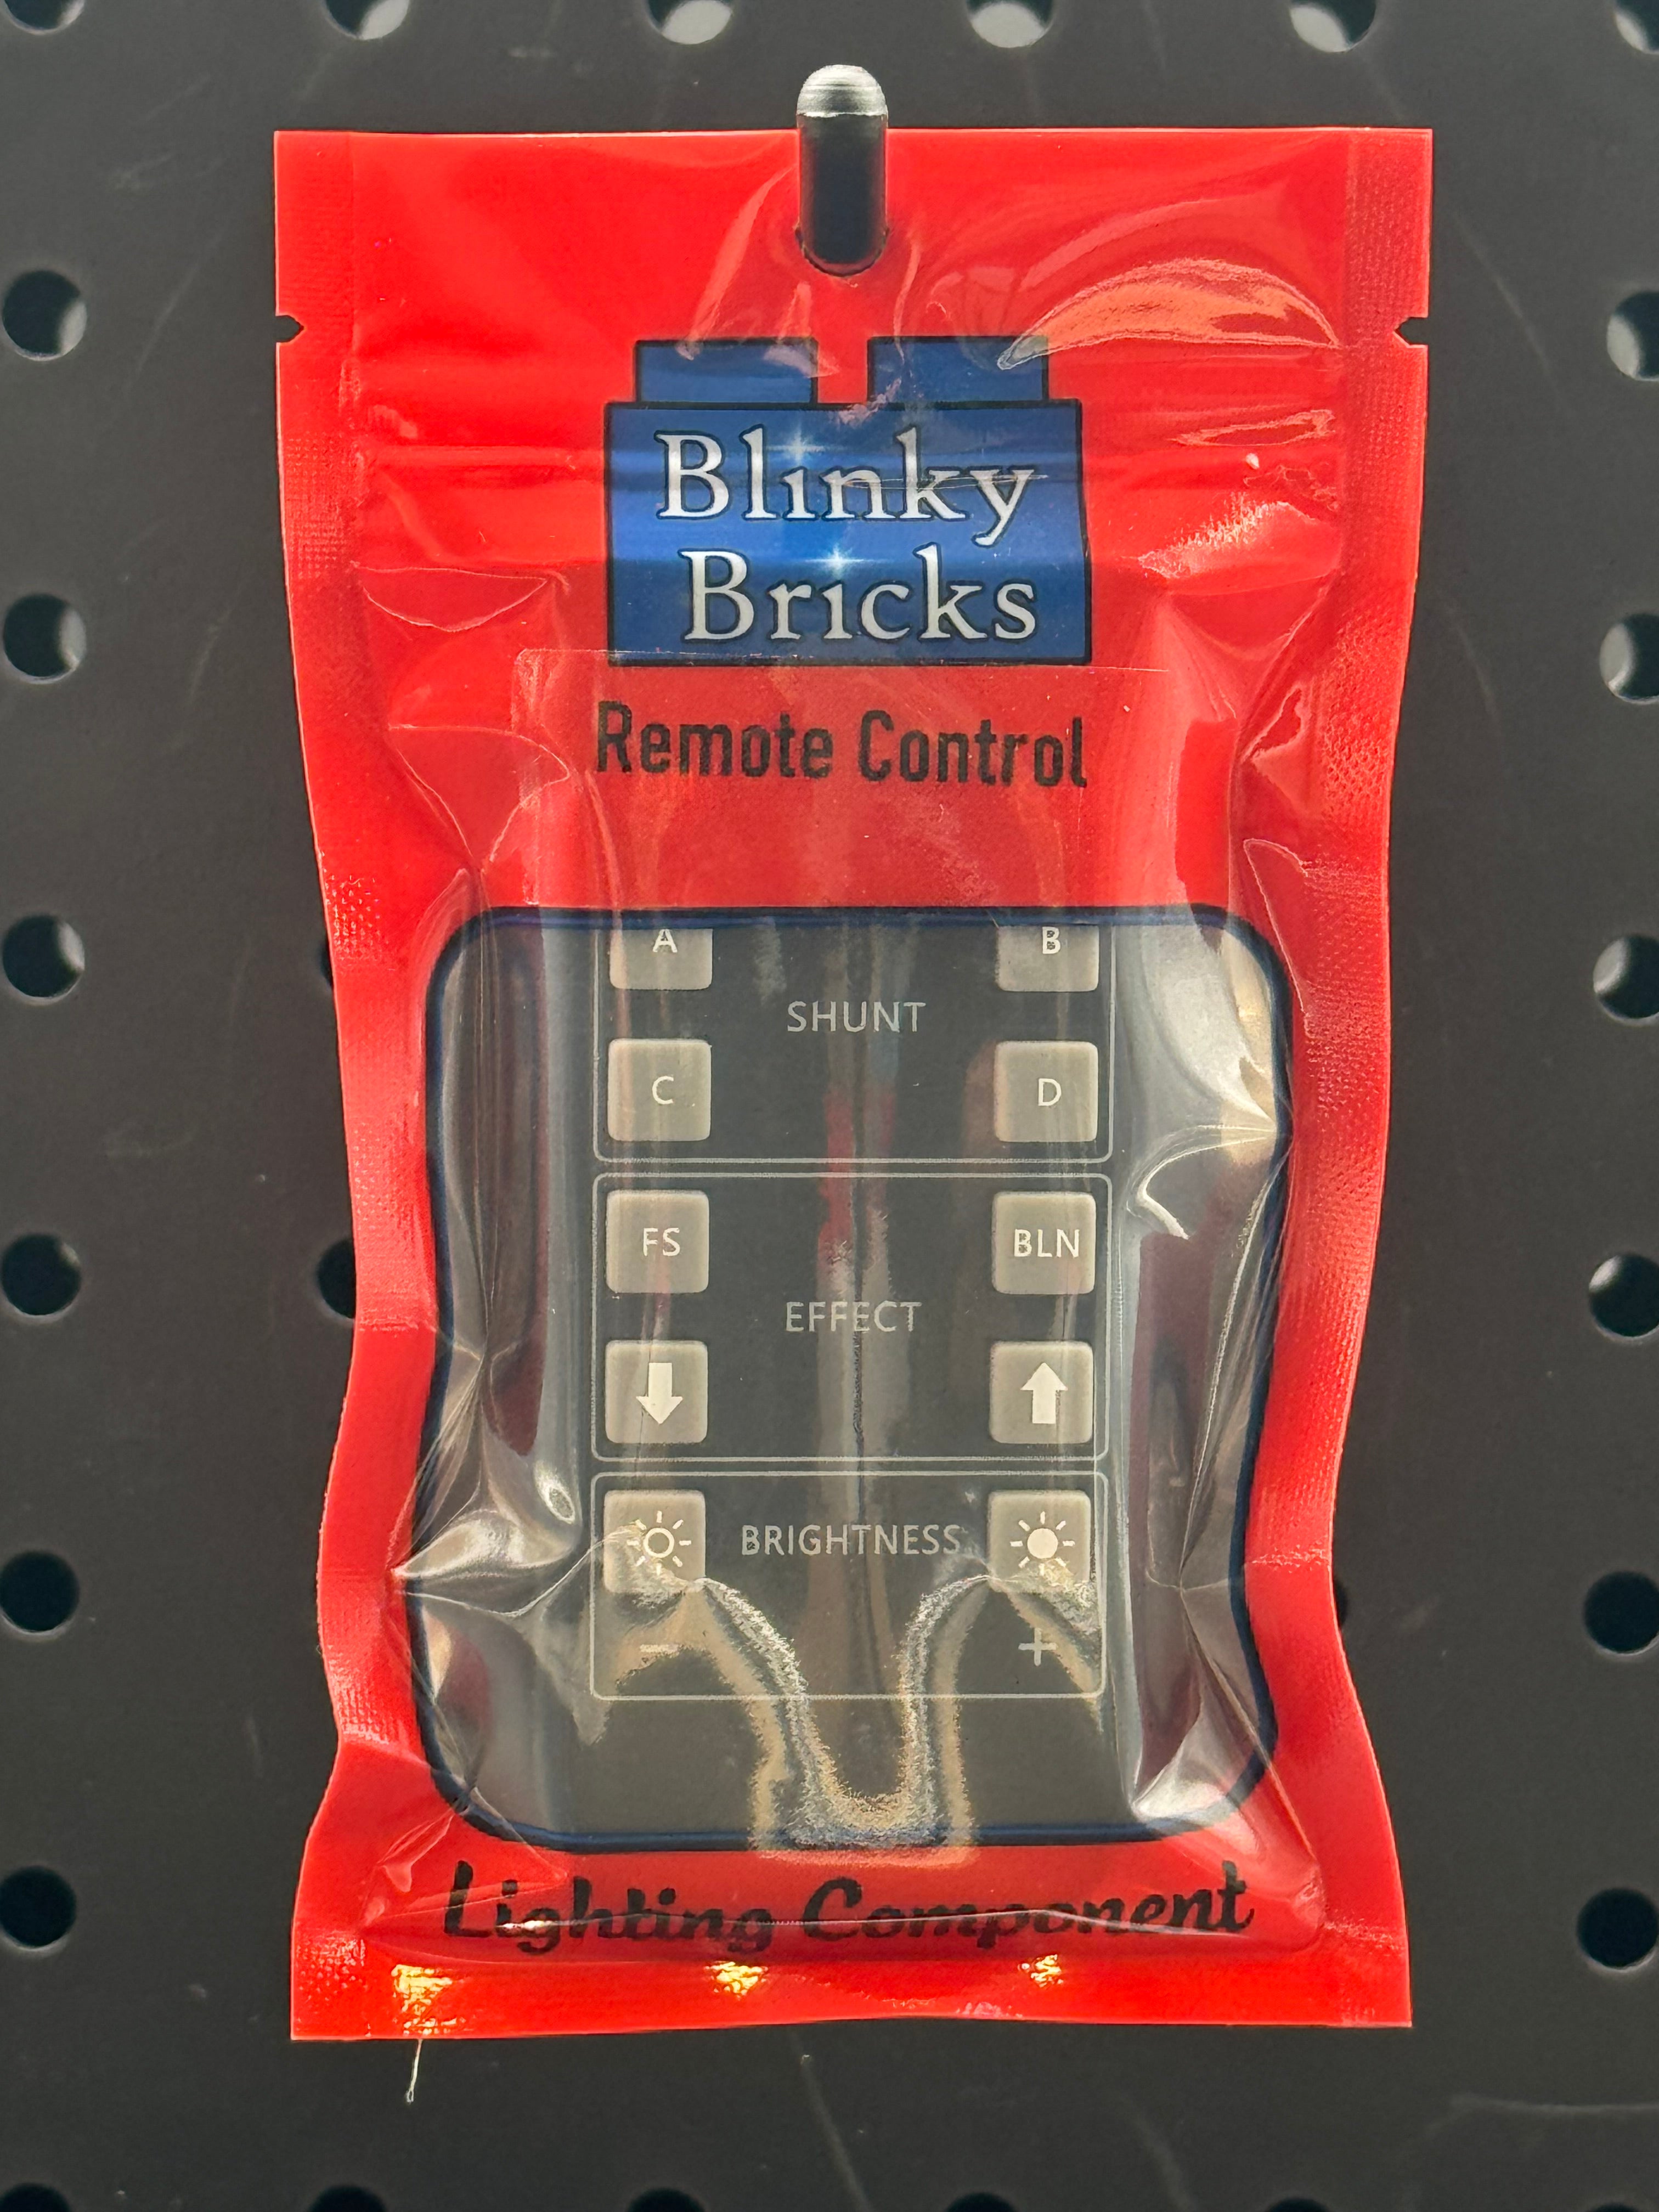 Blinky
Bricks
Remote Control
A B
SHUNT
C D
FS BLN
EFFECT
BRIGHTNESS
- +
Lighting Component